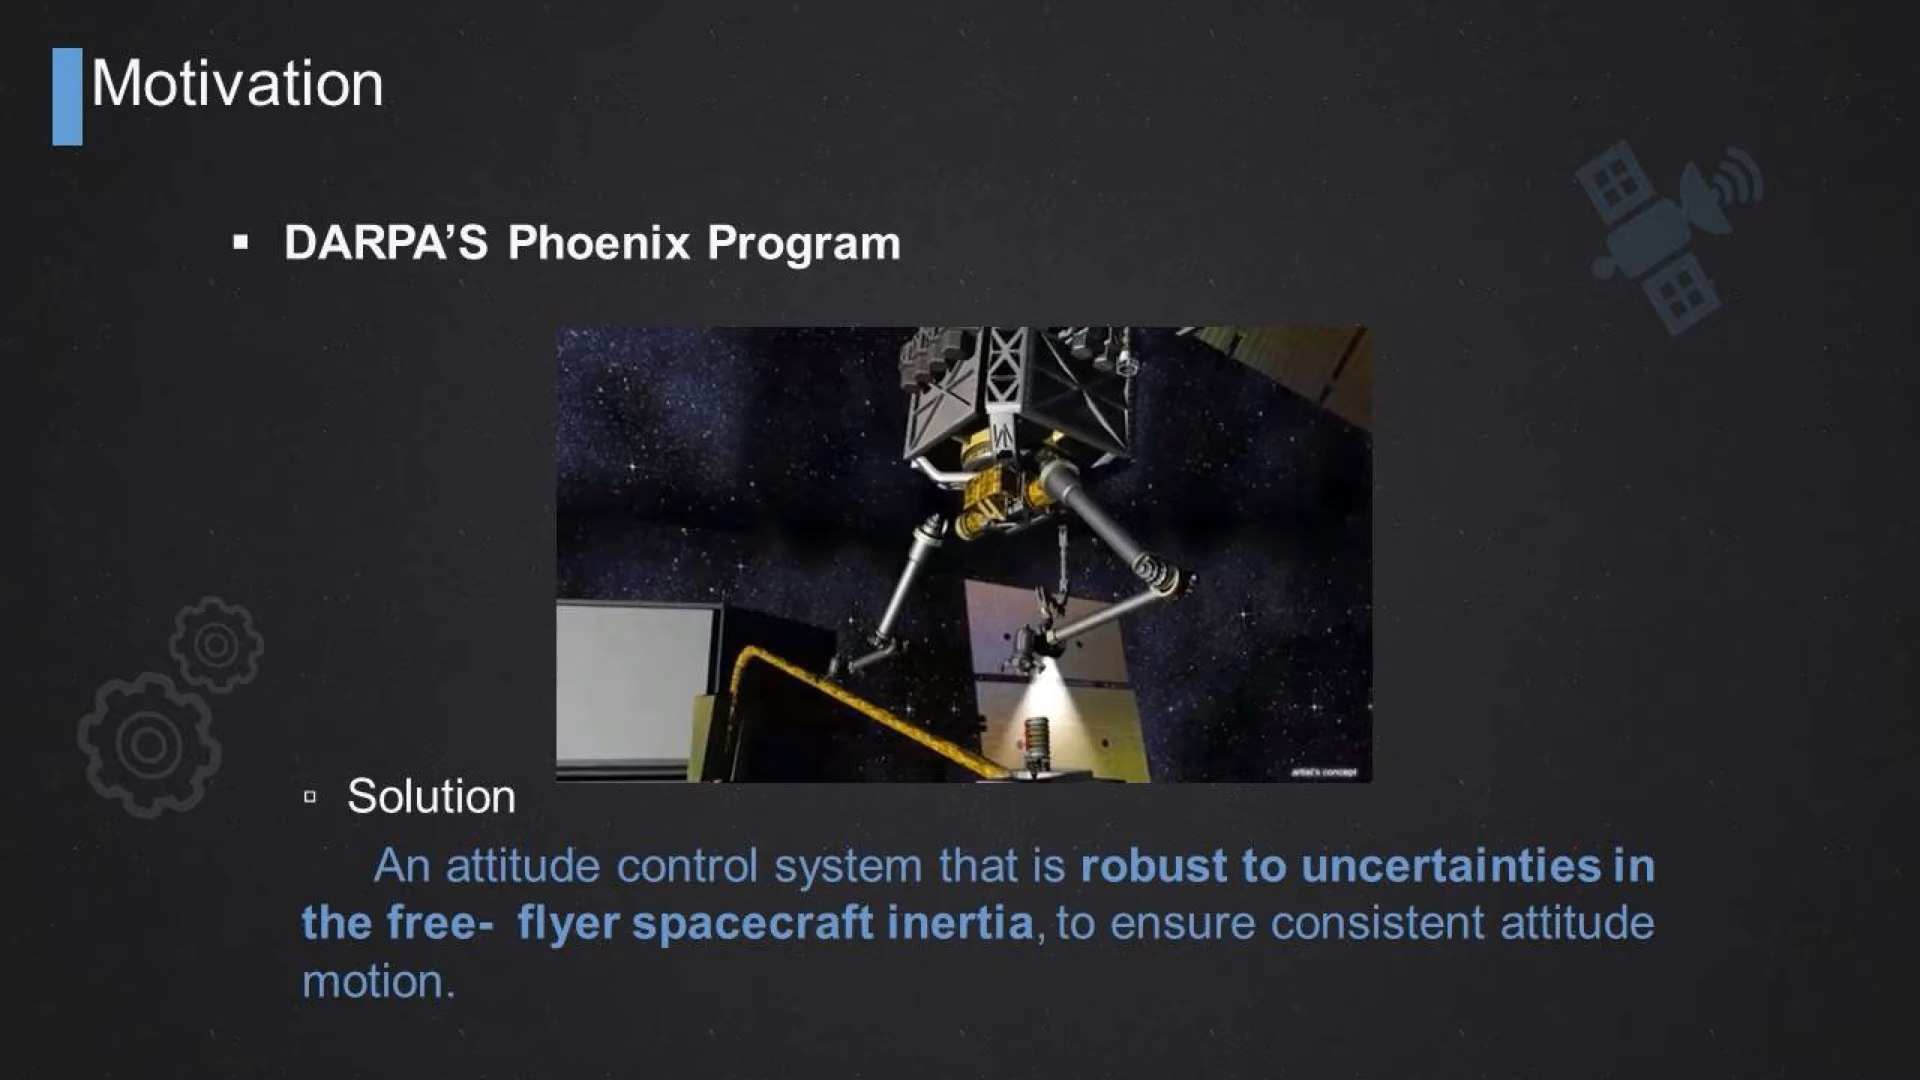 Motivation
▪ DARPA’S Phoenix Program
artist's concept
▫ Solution
An attitude control system that is robust to uncertainties in
the free- flyer spacecraft inertia, to ensure consistent attitude
motion.